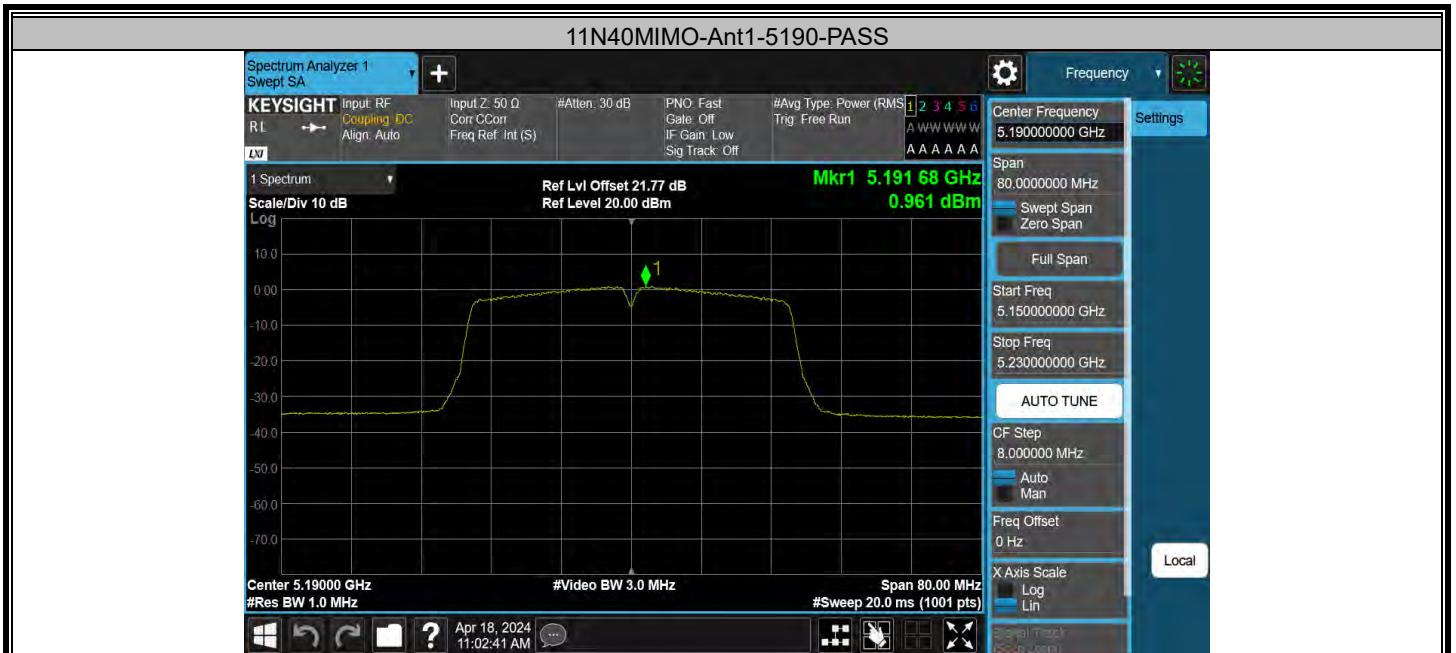 11N40MIMO-Ant1-5190-PASS
Spectrum Analyzer 1
Swept SA
Frequency
KEYSIGHT
RL
LXI
Input: RF
Coupling: DC
Align: Auto
Input Z: 50 Ω
Corr CCorr
Freq Ref: Int (S)
#Atten: 30 dB
PNO: Fast
Gate: Off
IF Gain: Low
Sig Track: Off
#Avg Type: Power (RMS
Trig: Free Run
1 2 3 4 5 6
A W W W W W
A A A A A A
1 Spectrum
Scale/Div 10 dB
Ref Lvl Offset 21.77 dB
Ref Level 20.00 dBm
Mkr1 5.191 68 GHz
0.961 dBm
Log
10.0
0.00
-10.0
-20.0
-30.0
-40.0
-50.0
-60.0
-70.0
1
Center 5.19000 GHz
#Res BW 1.0 MHz
#Video BW 3.0 MHz
Span 80.00 MHz
#Sweep 20.0 ms (1001 pts)
Apr 18, 2024
11:02:41 AM
Center Frequency
5.190000000 GHz
Span
80.0000000 MHz
Swept Span
Zero Span
Full Span
Start Freq
5.150000000 GHz
Stop Freq
5.230000000 GHz
AUTO TUNE
CF Step
8.000000 MHz
Auto
Man
Freq Offset
0 Hz
X Axis Scale
Log
Lin
Signal Track
Settings
Local